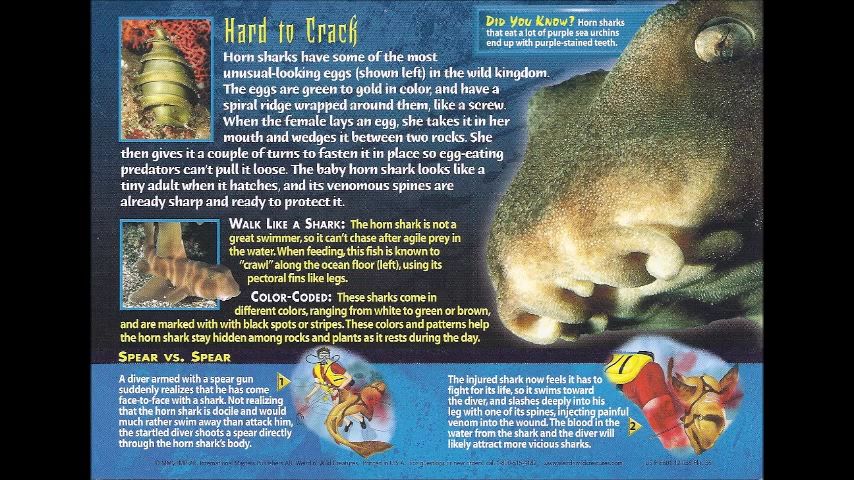 Hard to Crack
Horn sharks have some of the most
unusual-looking eggs (shown left) in the wild kingdom.
The eggs are green to gold in color, and have a
spiral ridge wrapped around them, like a screw.
When the female lays an egg, she takes it in her
mouth and wedges it between two rocks. She
then gives it a couple of turns to fasten it in place so egg-eating
predators can't pull it loose. The baby horn shark looks like a
tiny adult when it hatches, and its venomous spines are
already sharp and ready to protect it.
DID YOU KNOW? Horn sharks
that eat a lot of purple sea urchins
end up with purple-stained teeth.
WALK LIKE A SHARK: The horn shark is not a
great swimmer, so it can't chase after agile prey in
the water. When feeding, this fish is known to
"crawl" along the ocean floor (left), using its
pectoral fins like legs.
COLOR-CODED: These sharks come in
different colors, ranging from white to green or brown,
and are marked with with black spots or stripes. These colors and patterns help
the horn shark stay hidden among rocks and plants as it rests during the day.
SPEAR VS. SPEAR
A diver armed with a spear gun
suddenly realizes that he has come
face-to-face with a shark. Not realizing
that the horn shark is docile and would
much rather swim away than attack him,
the startled diver shoots a spear directly
through the horn shark's body.
1
The injured shark now feels it has to
fight for its life, so it swims toward
the diver, and slashes deeply into his
leg with one of its spines, injecting painful
venom into the wound. The blood in the
water from the shark and the diver will
likely attract more vicious sharks.
2
International Masters Publishers AB